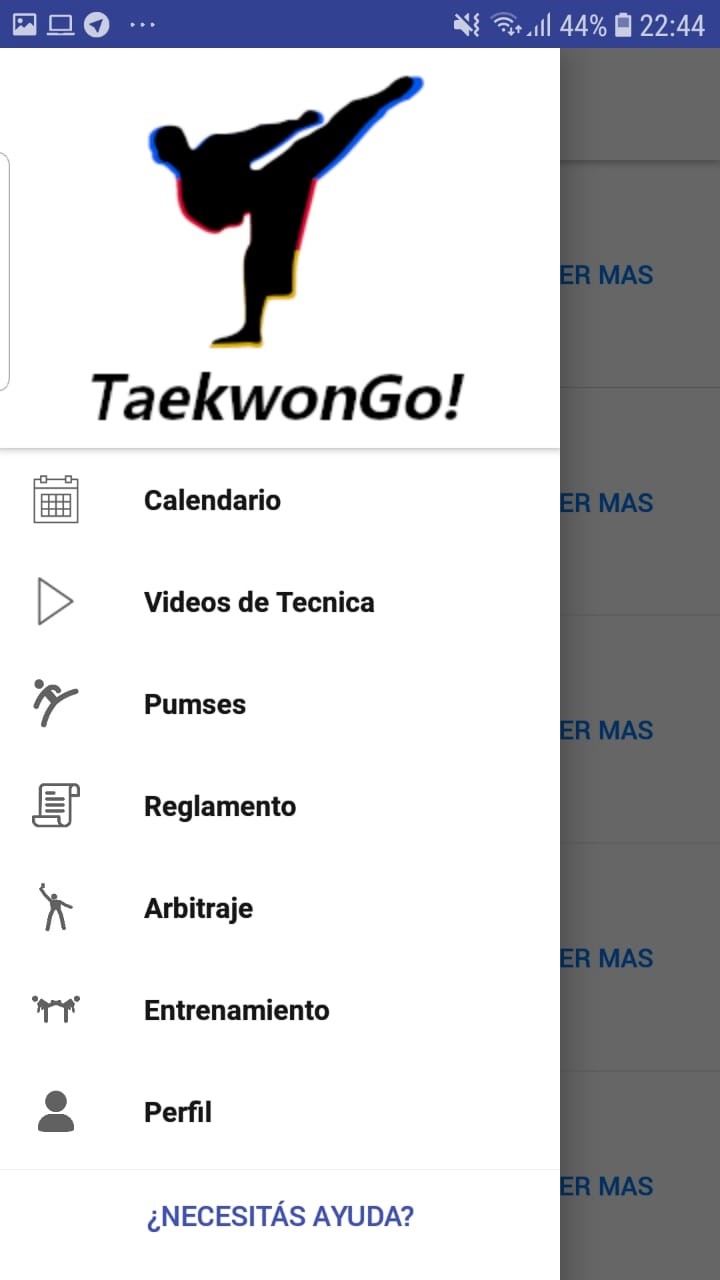 44% 22:44
TaekwonGo!
Calendario
Videos de Tecnica
Pumses
Reglamento
Arbitraje
Entrenamiento
Perfil
¿NECESITÁS AYUDA?
ER MAS
ER MAS
ER MAS
ER MAS
ER MAS